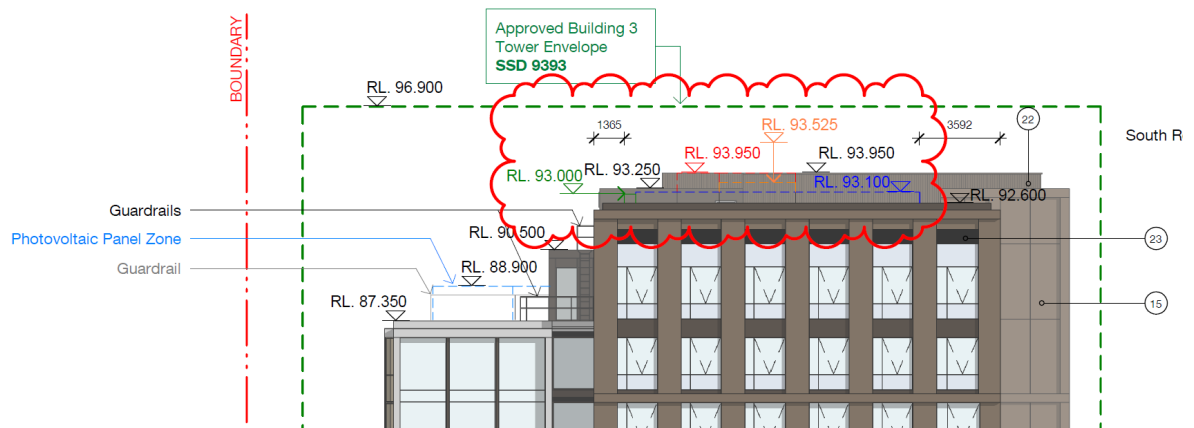 Approved Building 3
Tower Envelope
SSD 9393
BOUNDARY
RL. 96.900
1365
RL. 93.525
3592
22
South R
RL. 93.950
RL. 93.950
RL. 93.250
RL. 93.000
RL. 93.100
RL. 92.600
Guardrails
RL. 90.500
23
Photovoltaic Panel Zone
Guardrail
RL. 88.900
RL. 87.350
15